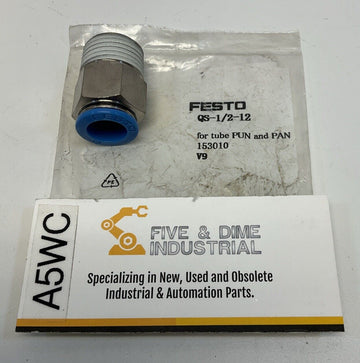 FESTO
QS-1/2-12
for tube PUN and PAN
153010
V9
PE
A5WC
FIVE & DIME
INDUSTRIAL
Specializing in New, Used and Obsolete
Industrial & Automation Parts.